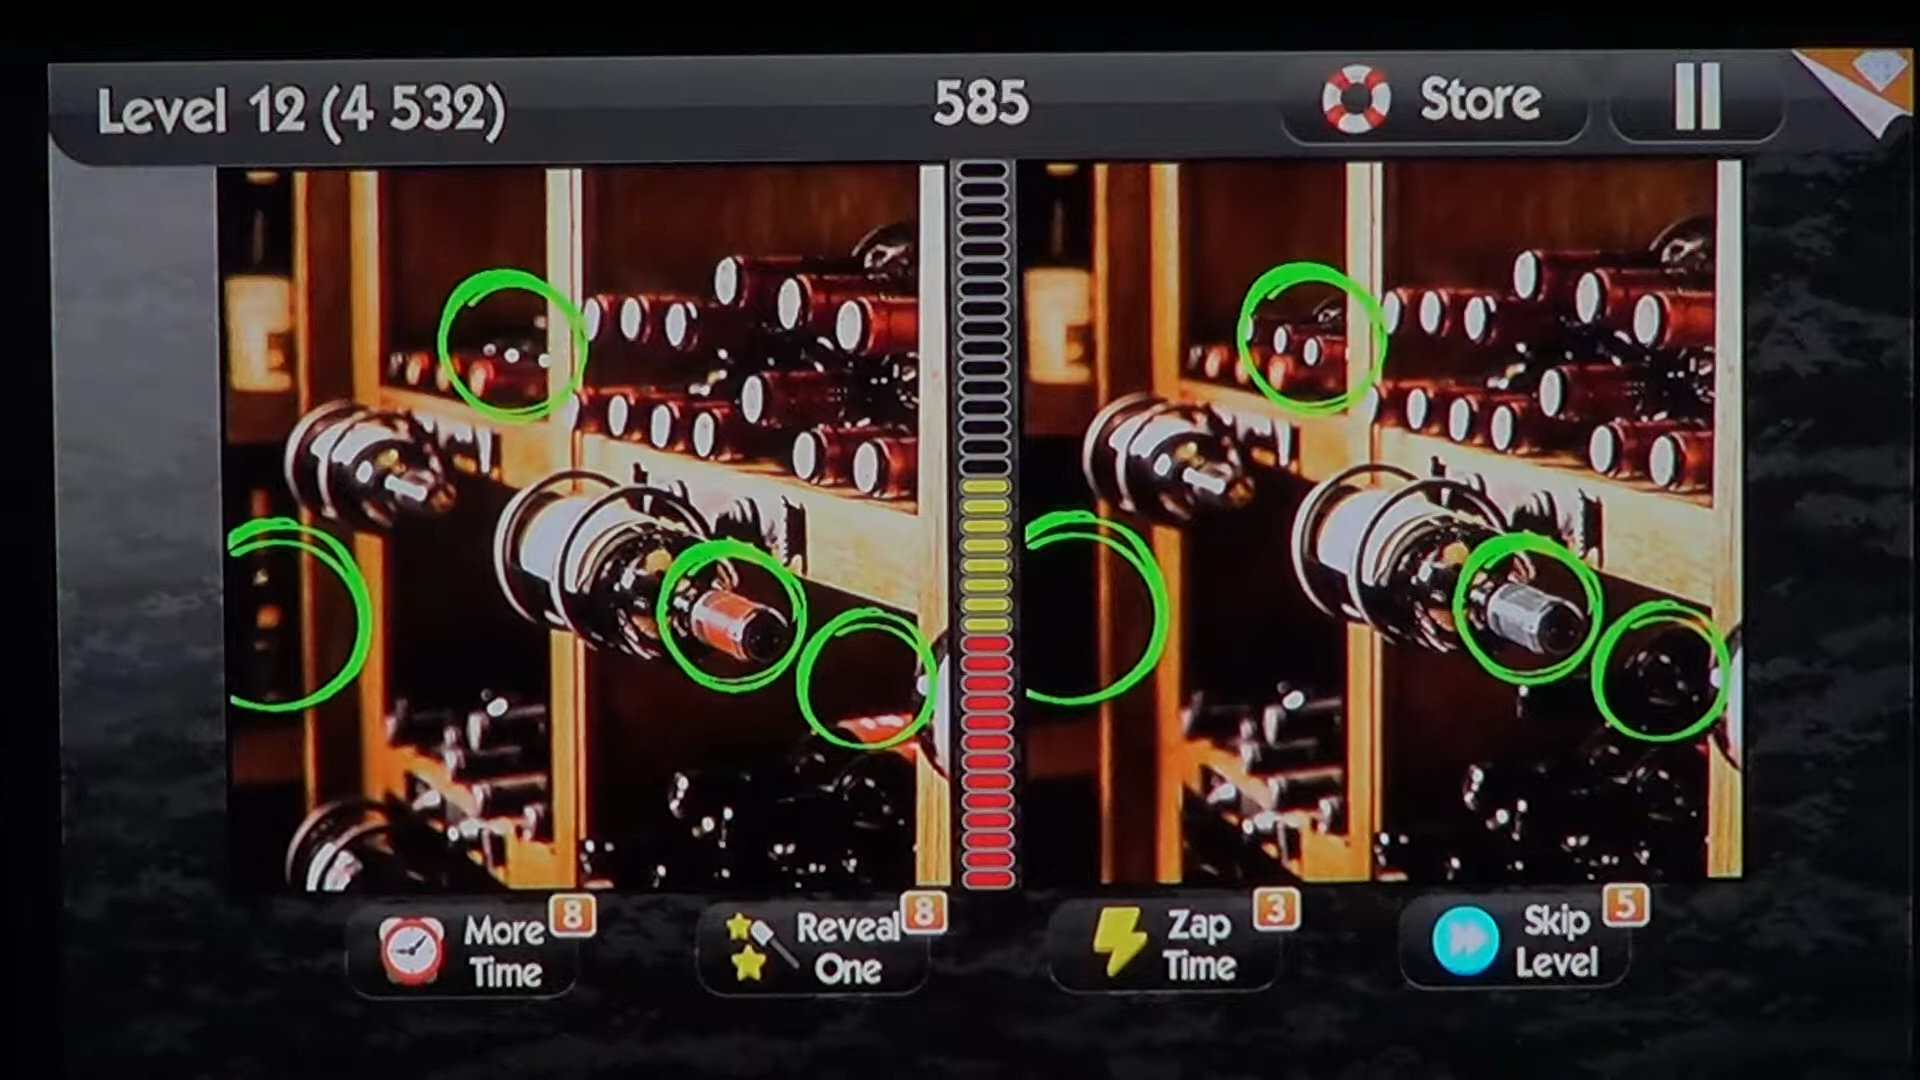 Level 12 (4 532)
585
Store
More Time
8
Reveal One
8
Zap Time
3
Skip Level
5